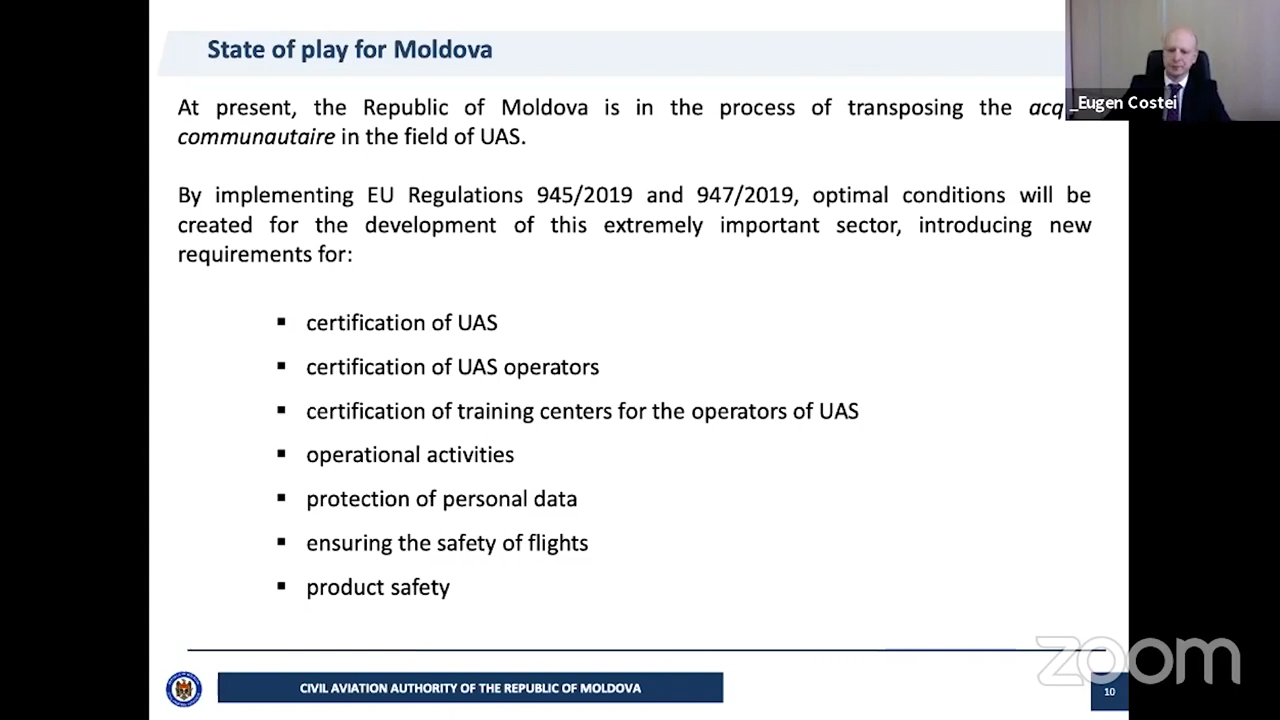 State of play for Moldova
_Eugen Costei
At present, the Republic of Moldova is in the process of transposing the
communautaire in the field of UAS.
By implementing EU Regulations 945/2019 and 947/2019, optimal conditions will be
created for the development of this extremely important sector, introducing new
requirements for:
▪ certification of UAS
▪ certification of UAS operators
▪ certification of training centers for the operators of UAS
▪ operational activities
▪ protection of personal data
▪ ensuring the safety of flights
▪ product safety
CIVIL AVIATION AUTHORITY OF THE REPUBLIC OF MOLDOVA
zoom
10